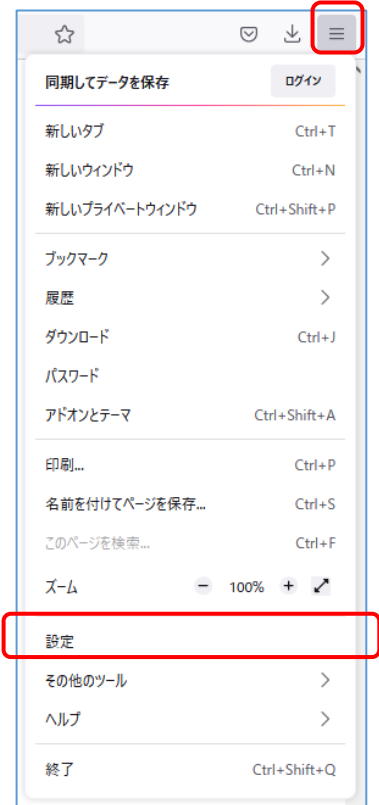 同期してデータを保存 ログイン
新しいタブ Ctrl+T
新しいウィンドウ Ctrl+N
新しいプライベートウィンドウ Ctrl+Shift+P
ブックマーク
履歴
ダウンロード Ctrl+J
パスワード
アドオンとテーマ Ctrl+Shift+A
印刷... Ctrl+P
名前を付けてページを保存... Ctrl+S
このページを検索... Ctrl+F
ズーム − 100% +
設定
その他のツール
ヘルプ
終了 Ctrl+Shift+Q